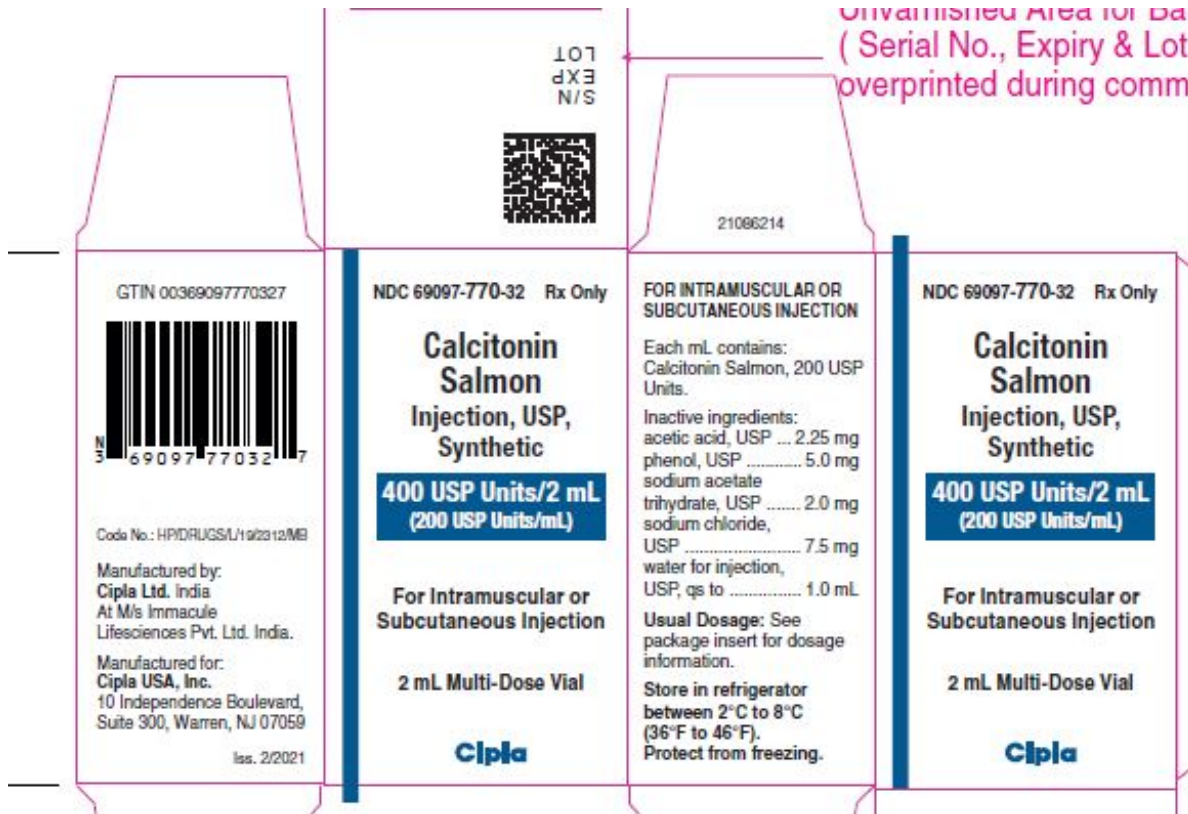 Unvarnished Area for Ba
( Serial No., Expiry & Lot
overprinted during comm
LOT
EXP
S/N
21086214
GTIN 00369097770327
N
3 69097 77032 7
Code No.: HP/DRUGS/L/19/2312/MB
Manufactured by:
Cipla Ltd. India
At M/s Immacule
Lifesciences Pvt. Ltd. India.
Manufactured for:
Cipla USA, Inc.
10 Independence Boulevard,
Suite 300, Warren, NJ 07059
Iss. 2/2021
NDC 69097-770-32 Rx Only
Calcitonin
Salmon
Injection, USP,
Synthetic
400 USP Units/2 mL
(200 USP Units/mL)
For Intramuscular or
Subcutaneous Injection
2 mL Multi-Dose Vial
Cipla
FOR INTRAMUSCULAR OR
SUBCUTANEOUS INJECTION
Each mL contains:
Calcitonin Salmon, 200 USP
Units.
Inactive ingredients:
acetic acid, USP ... 2.25 mg
phenol, USP ............. 5.0 mg
sodium acetate
trihydrate, USP ........ 2.0 mg
sodium chloride,
USP ........................... 7.5 mg
water for injection,
USP, qs to ................. 1.0 mL
Usual Dosage: See
package insert for dosage
information.
Store in refrigerator
between 2°C to 8°C
(36°F to 46°F).
Protect from freezing.
NDC 69097-770-32 Rx Only
Calcitonin
Salmon
Injection, USP,
Synthetic
400 USP Units/2 mL
(200 USP Units/mL)
For Intramuscular or
Subcutaneous Injection
2 mL Multi-Dose Vial
Cipla